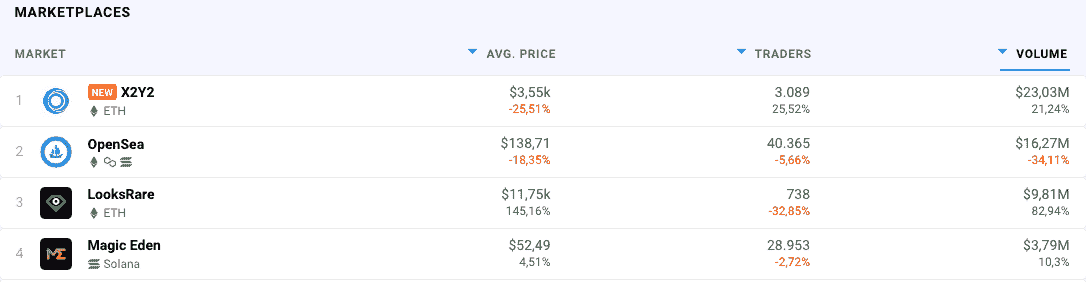 MARKETPLACES
MARKET AVG. PRICE TRADERS VOLUME
1 NEW X2Y2 $3,55k 3.089 $23,03M
ETH -25,51% 25,52% 21,24%
2 OpenSea $138,71 40.365 $16,27M
-18,35% -5,66% -34,11%
3 LooksRare $11,75k 738 $9,81M
ETH 145,16% -32,85% 82,94%
4 Magic Eden $52,49 28.953 $3,79M
Solana 4,51% -2,72% 10,3%